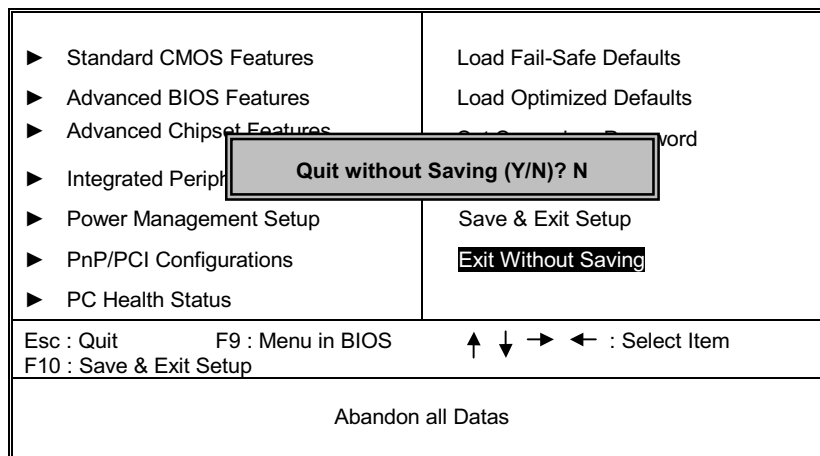 ► Standard CMOS Features
► Advanced BIOS Features
► Advanced Chipset Features
► Integrated
► Power Management Setup
► PnP/PCI Configurations
► PC Health Status
Load Fail-Safe Defaults
Load Optimized Defaults
Quit without Saving (Y/N)? N
Save & Exit Setup
Exit Without Saving
Esc : Quit F9 : Menu in BIOS ↑ ↓ → ← : Select Item
F10 : Save & Exit Setup
Abandon all Datas